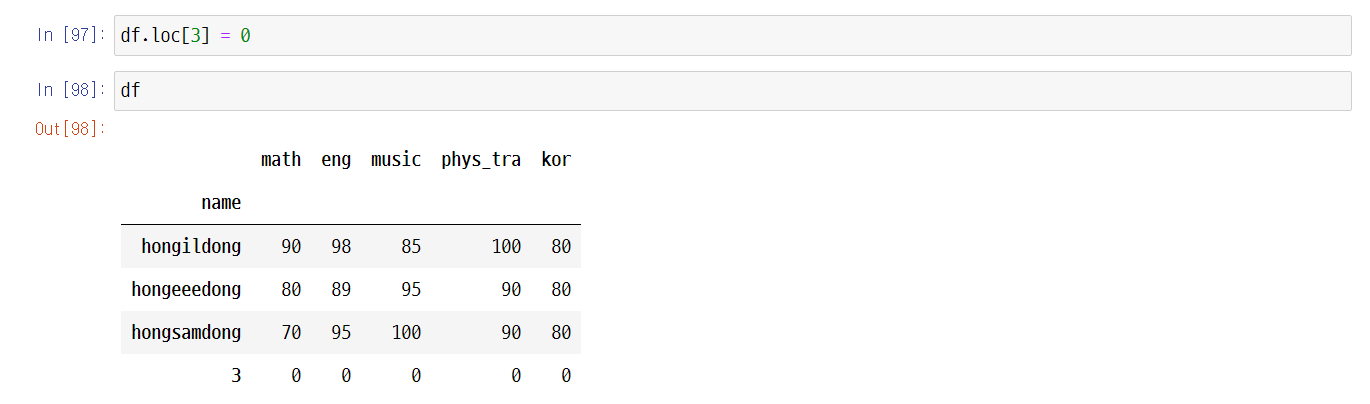 In [97]: df.loc[3] = 0
In [98]: df
Out[98]:
math eng music phys_tra kor
name
hongildong 90 98 85 100 80
hongeeedong 80 89 95 90 80
hongsamdong 70 95 100 90 80
3 0 0 0 0 0